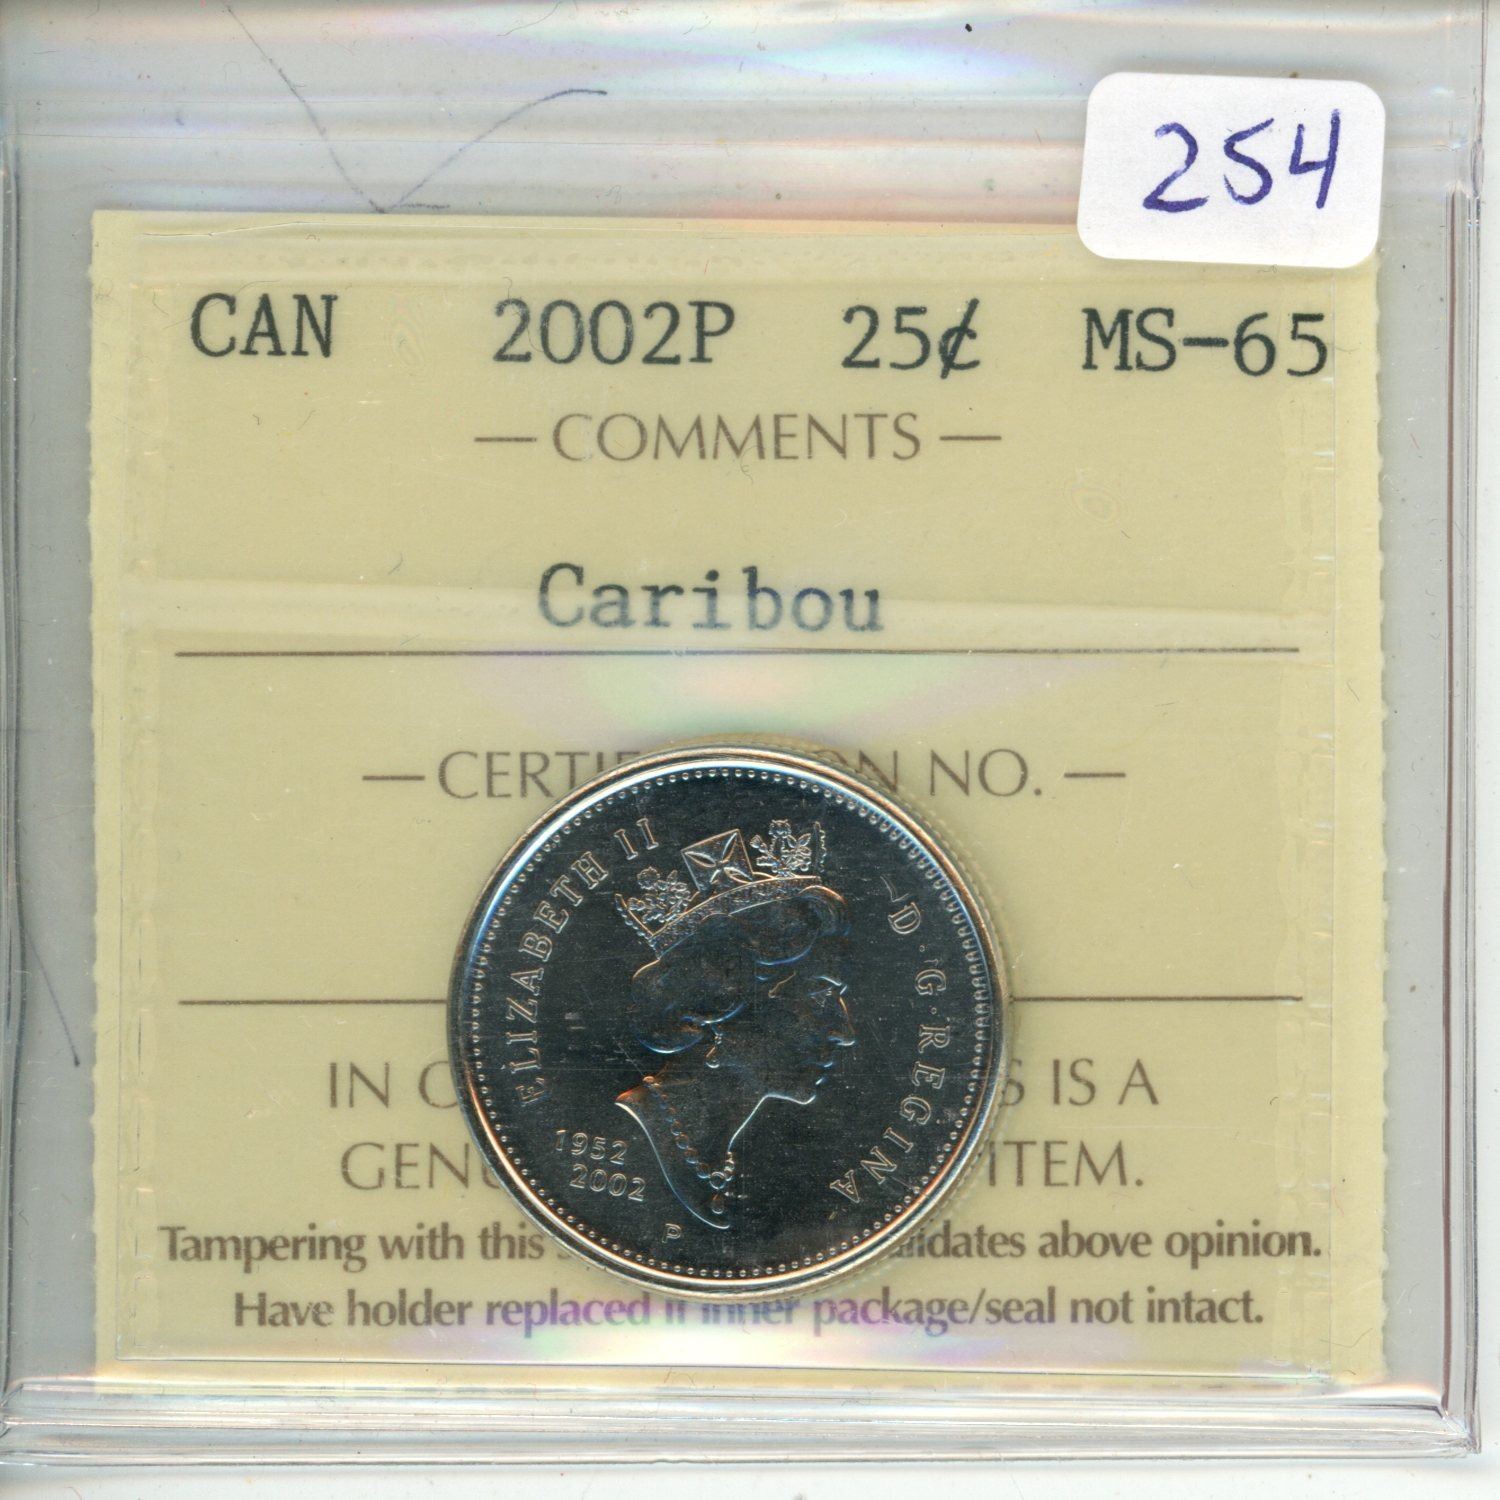 254
CAN 2002P 25¢ MS-65
— COMMENTS —
Caribou
— CERTIF ON NO. —
ELIZABETH II D·G·REGINA
1952
2002
P
IN S IS A
GENU ITEM.
Tampering with this idates above opinion.
Have holder replaced if inner package/seal not intact.